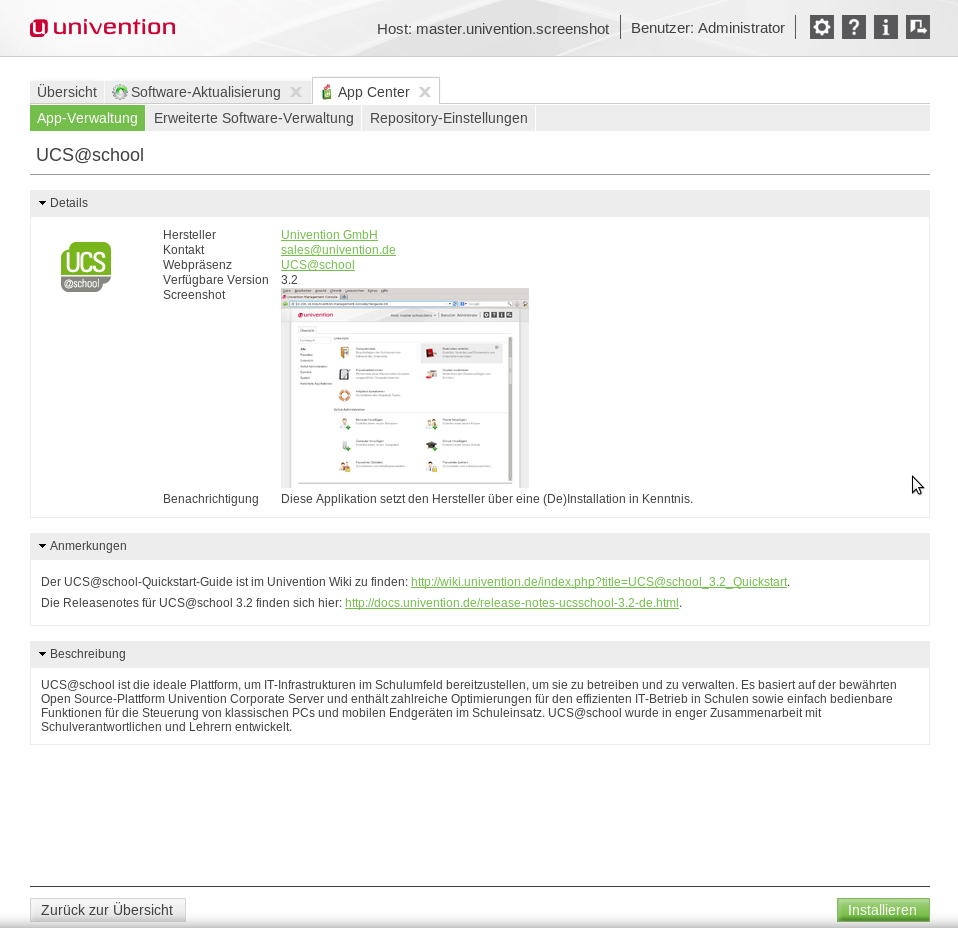 univention
Host: master.univention.screenshot
Benutzer: Administrator
Übersicht
Software-Aktualisierung
App Center
App-Verwaltung
Erweiterte Software-Verwaltung
Repository-Einstellungen
UCS@school
Details
UCS
@school
Hersteller Univention GmbH
Kontakt sales@univention.de
Webpräsenz UCS@school
Verfügbare Version 3.2
Screenshot
univention
Benachrichtigung Diese Applikation setzt den Hersteller über eine (De)Installation in Kenntnis.
Anmerkungen
Der UCS@school-Quickstart-Guide ist im Univention Wiki zu finden: http://wiki.univention.de/index.php?title=UCS@school_3.2_Quickstart.
Die Releasenotes für UCS@school 3.2 finden sich hier: http://docs.univention.de/release-notes-ucsschool-3.2-de.html.
Beschreibung
UCS@school ist die ideale Plattform, um IT-Infrastrukturen im Schulumfeld bereitzustellen, um sie zu betreiben und zu verwalten. Es basiert auf der bewährten
Open Source-Plattform Univention Corporate Server und enthält zahlreiche Optimierungen für den effizienten IT-Betrieb in Schulen sowie einfach bedienbare
Funktionen für die Steuerung von klassischen PCs und mobilen Endgeräten im Schuleinsatz. UCS@school wurde in enger Zusammenarbeit mit
Schulverantwortlichen und Lehrern entwickelt.
Zurück zur Übersicht
Installieren